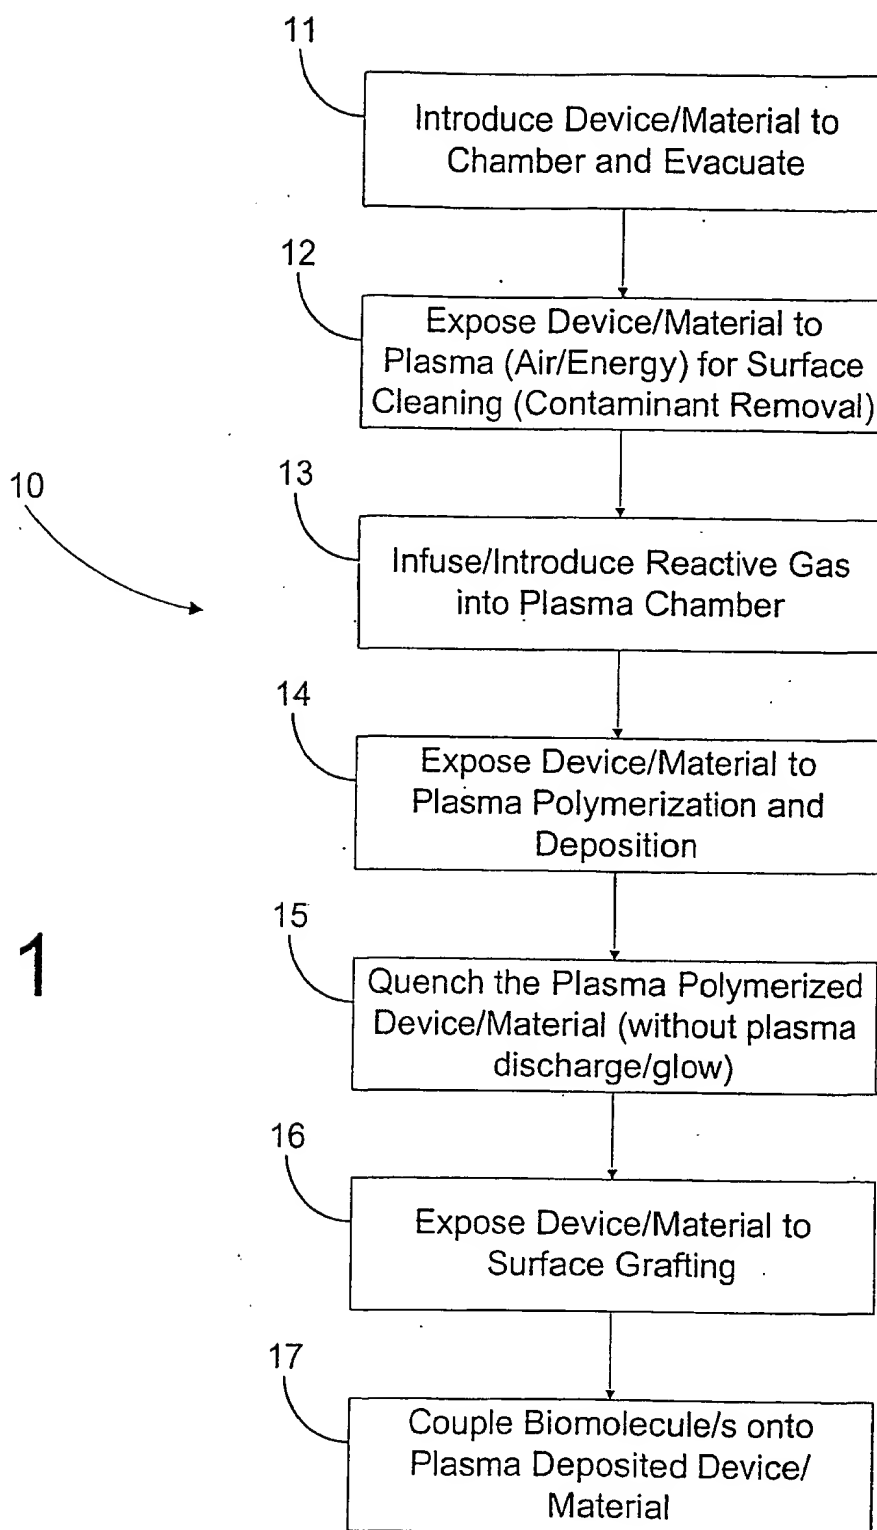 11
Introduce Device/Material to
Chamber and Evacuate
12
Expose Device/Material to
Plasma (Air/Energy) for Surface
Cleaning (Contaminant Removal)
10
13
Infuse/Introduce Reactive Gas
into Plasma Chamber
14
Expose Device/Material to
Plasma Polymerization and
Deposition
1
15
Quench the Plasma Polymerized
Device/Material (without plasma
discharge/glow)
16
Expose Device/Material to
Surface Grafting
17
Couple Biomolecule/s onto
Plasma Deposited Device/
Material